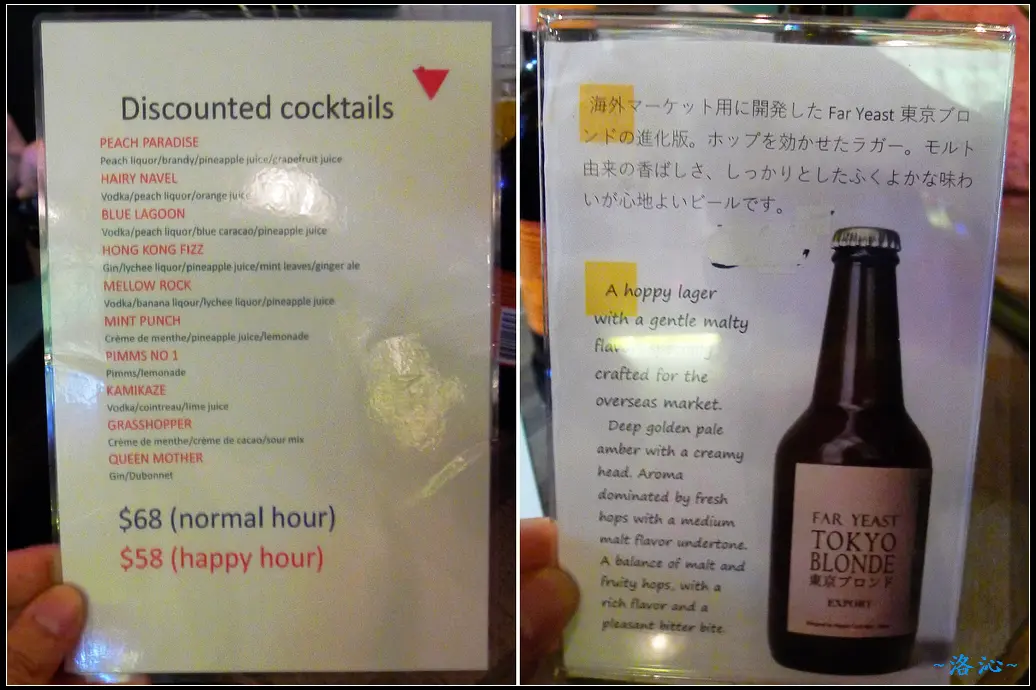 Discounted cocktails
PEACH PARADISE
Peach liquor/brandy/pineapple juice/grapefruit juice
HAIRY NAVEL
Vodka/peach liquor/orange juice
BLUE LAGOON
Vodka/peach liquor/blue caracao/pineapple juice
HONG KONG FIZZ
Gin/lychee liquor/pineapple juice/mint leaves/ginger ale
MELLOW ROCK
Vodka/banana liqour/lychee liquor/pineapple juice
MINT PUNCH
Crème de menthe/pineapple juice/lemonade
PIMMS NO 1
Pimms/lemonade
KAMIKAZE
Vodka/cointreau/lime juice
GRASSHOPPER
Crème de menthe/crème de cacao/sour mix
QUEEN MOTHER
Gin/Dubonnet
$68 (normal hour)
$58 (happy hour)
海外マーケット用に開発した Far Yeast 東京ブロ
ンドの進化版。ホップを効かせたラガー。モルト
由来の香ばしさ、しっかりとしたふくよかな味わ
いが心地よいビールです。
A hoppy lager
with a gentle malty
crafted for the
overseas market.
Deep golden pale
amber with a creamy
head. Aroma
dominated by fresh
hops with a medium
malt flavor undertone.
A balance of malt and
fruity hops, with a
rich flavor and a
pleasant bitter bite.
FAR YEAST
TOKYO
BLONDE
東京ブロンド
EXPORT
~洛沁~